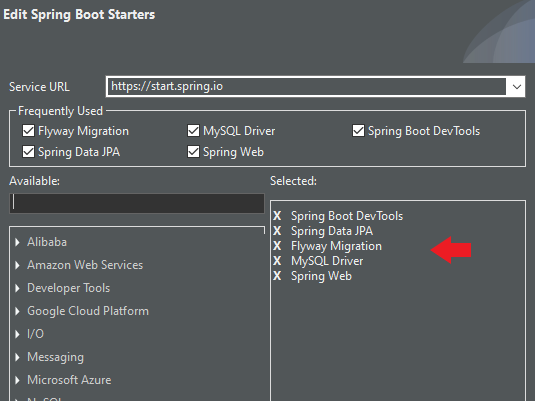 Edit Spring Boot Starters
Service URL https://start.spring.io
Frequently Used
Flyway Migration MySQL Driver Spring Boot DevTools
Spring Data JPA Spring Web
Available: Selected:
X Spring Boot DevTools
X Spring Data JPA
X Flyway Migration
X MySQL Driver
X Spring Web
Alibaba
Amazon Web Services
Developer Tools
Google Cloud Platform
I/O
Messaging
Microsoft Azure